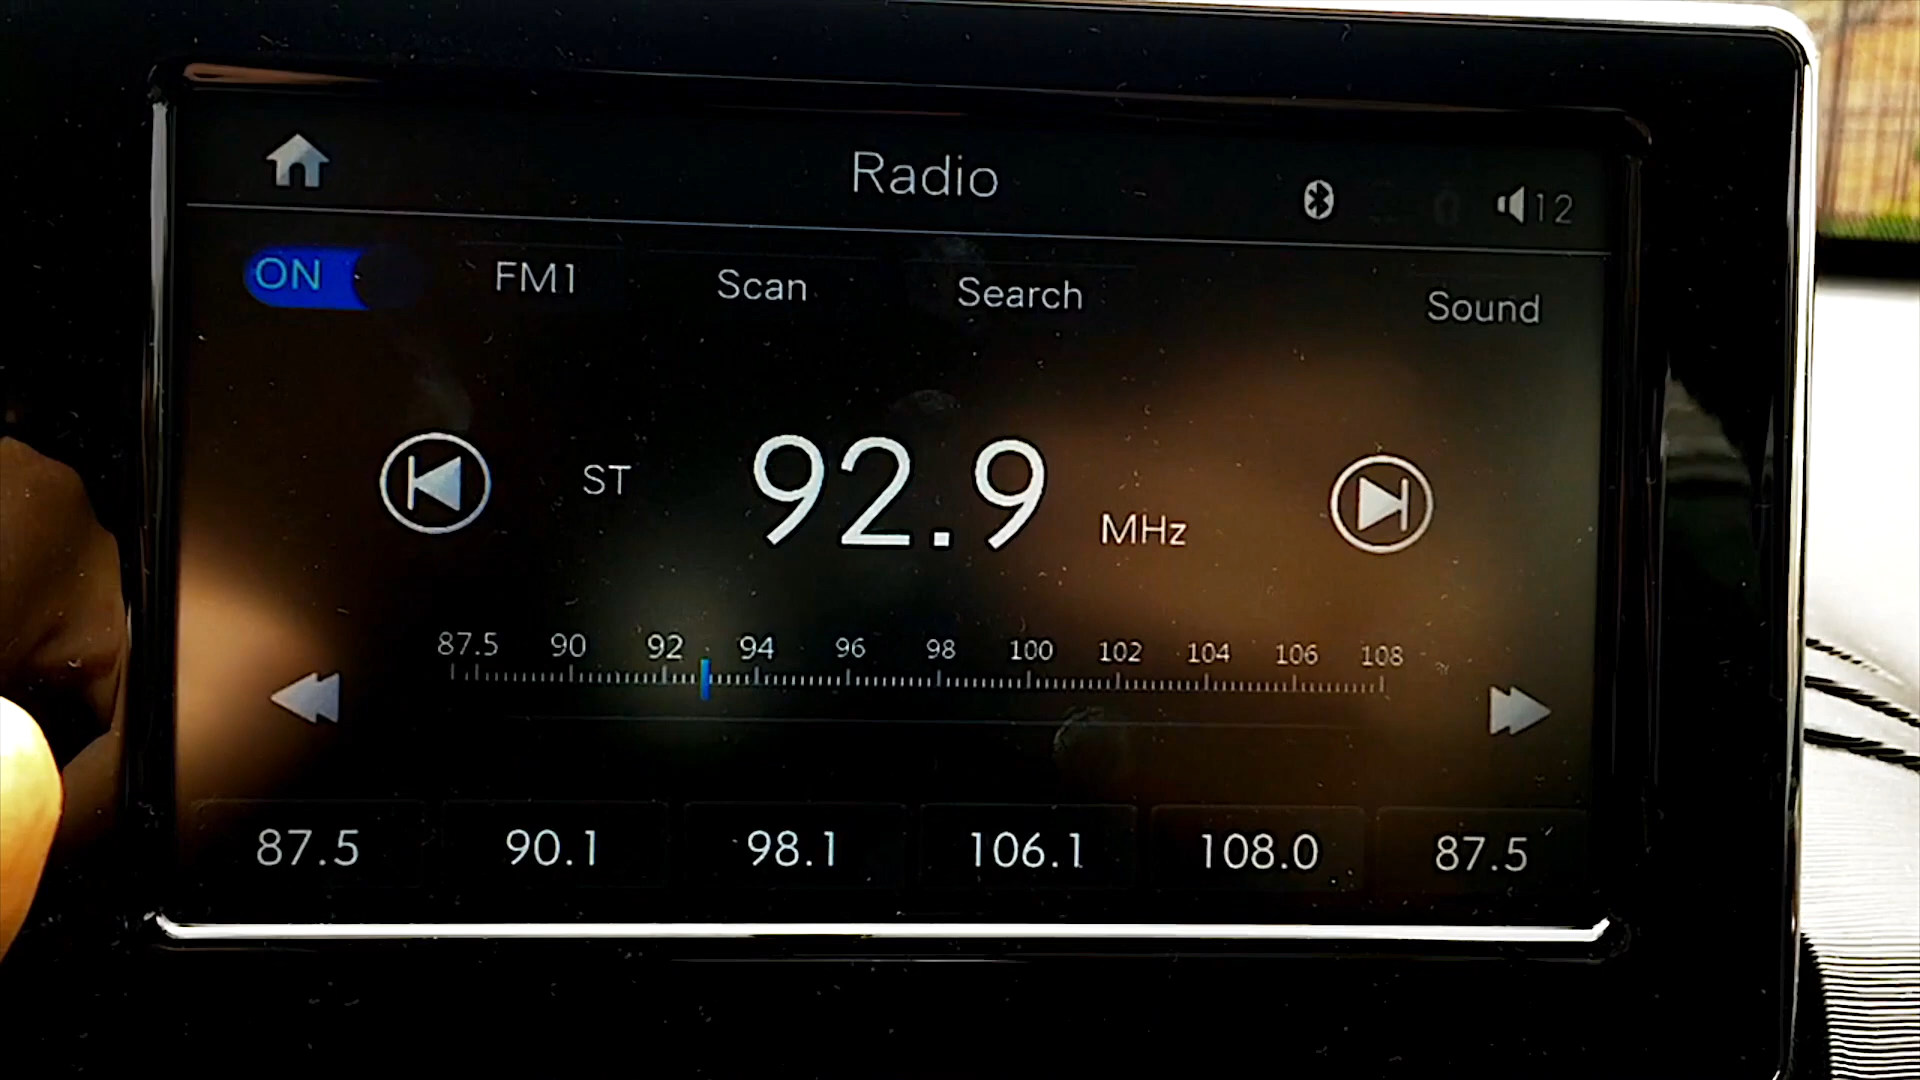 Radio
12
ON FM1 Scan Search Sound
ST 92.9 MHz
87.5 90 92 94 96 98 100 102 104 106 108
87.5 90.1 98.1 106.1 108.0 87.5